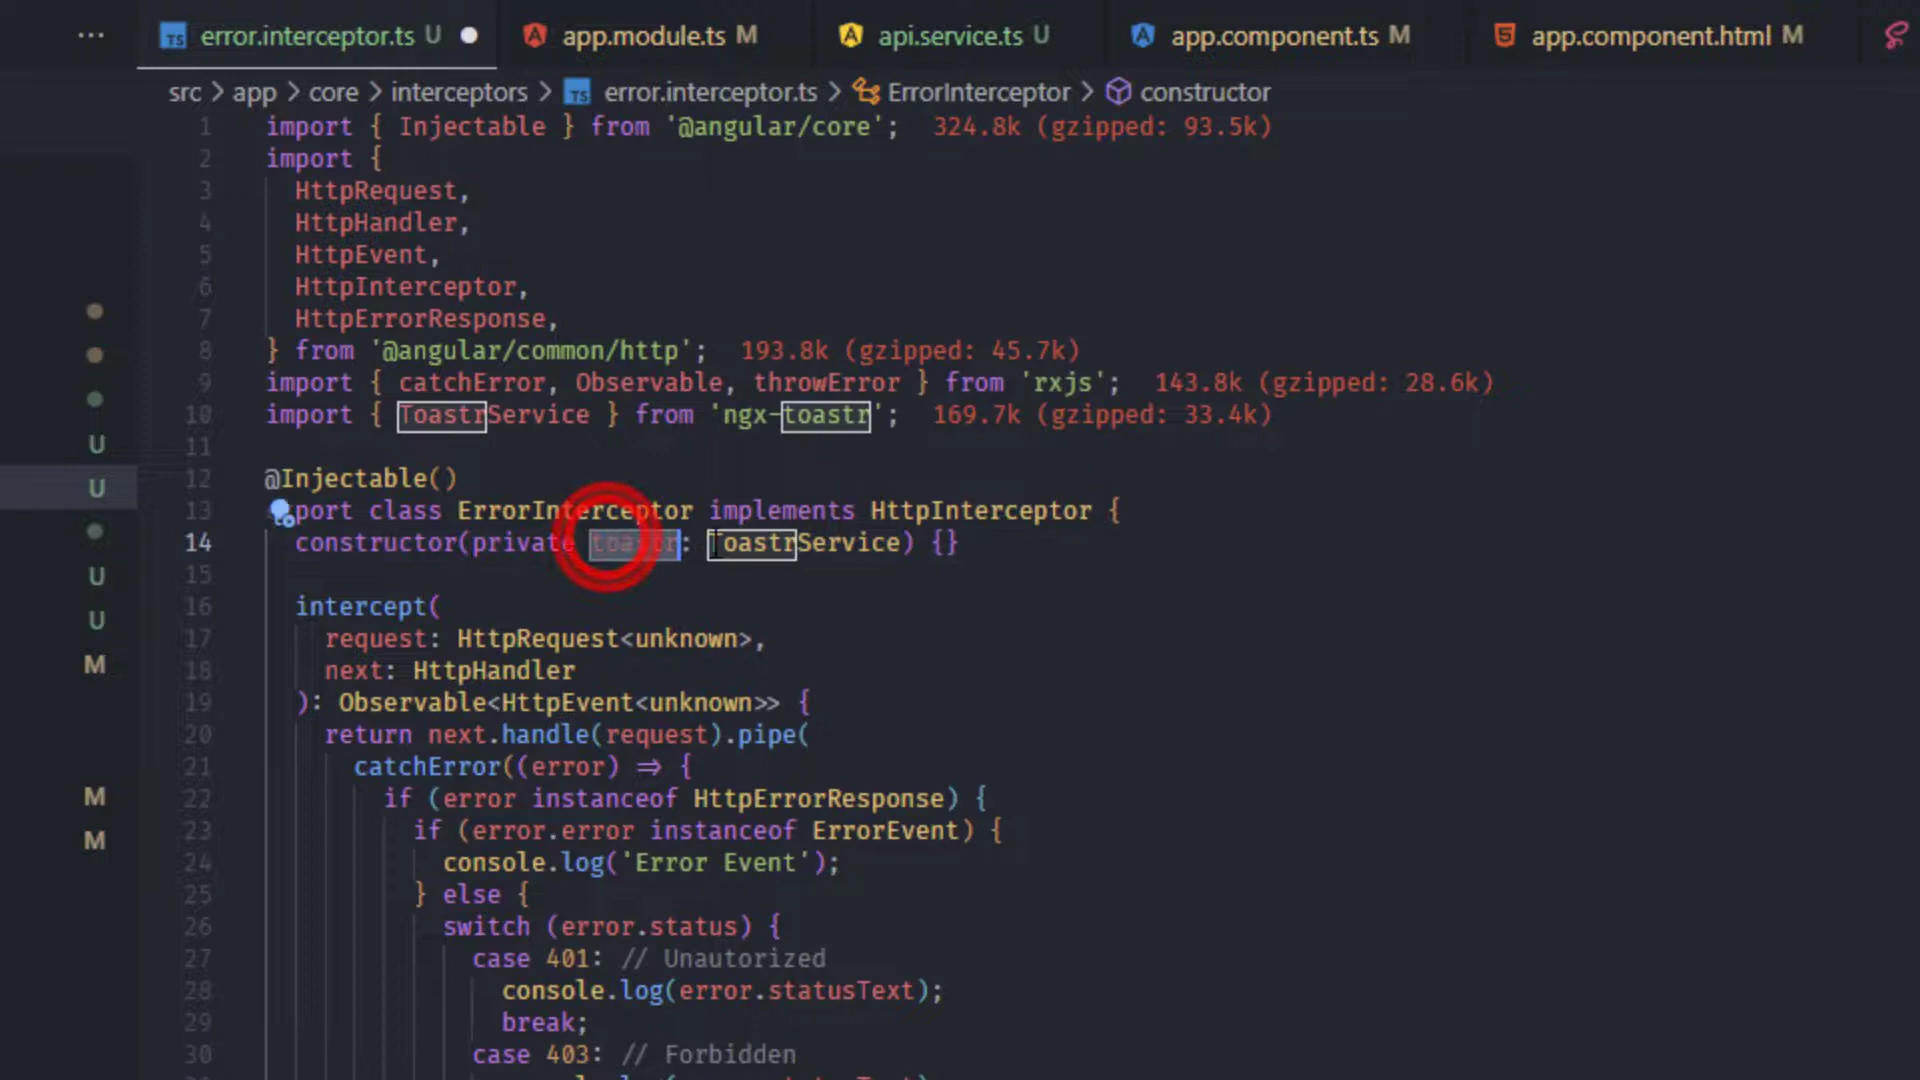 ··· TS error.interceptor.ts U ● app.module.ts M api.service.ts U app.component.ts M app.component.html M
src > app > core > interceptors > TS error.interceptor.ts > ErrorInterceptor > constructor
1 import { Injectable } from '@angular/core'; 324.8k (gzipped: 93.5k)
2 import {
3 HttpRequest,
4 HttpHandler,
5 HttpEvent,
6 HttpInterceptor,
7 HttpErrorResponse,
8 } from '@angular/common/http'; 193.8k (gzipped: 45.7k)
9 import { catchError, Observable, throwError } from 'rxjs'; 143.8k (gzipped: 28.6k)
10 import { ToastrService } from 'ngx-toastr'; 169.7k (gzipped: 33.4k)
11
12 @Injectable()
13 port class ErrorInterceptor implements HttpInterceptor {
14 constructor(private toastr: ToastrService) {}
15
16 intercept(
17 request: HttpRequest<unknown>,
18 next: HttpHandler
19 ): Observable<HttpEvent<unknown>> {
20 return next.handle(request).pipe(
21 catchError((error) => {
22 if (error instanceof HttpErrorResponse) {
23 if (error.error instanceof ErrorEvent) {
24 console.log('Error Event');
25 } else {
26 switch (error.status) {
27 case 401: // Unautorized
28 console.log(error.statusText);
29 break;
30 case 403: // Forbidden
U
U
U
U
M
M
M